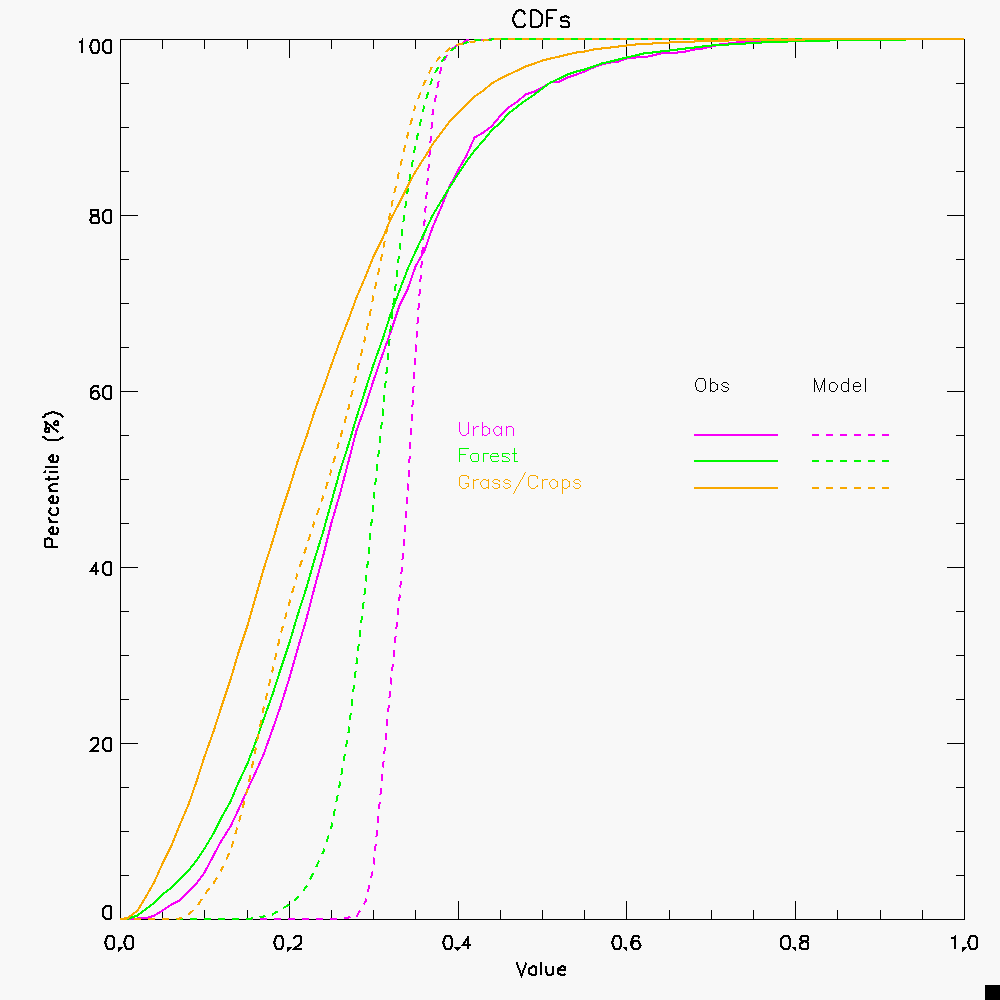 CDFs
100
80
60
40
20
0
Percentile (%)
Obs Model
Urban
Forest
Grass/Crops
0.0 0.2 0.4 0.6 0.8 1.0
Value